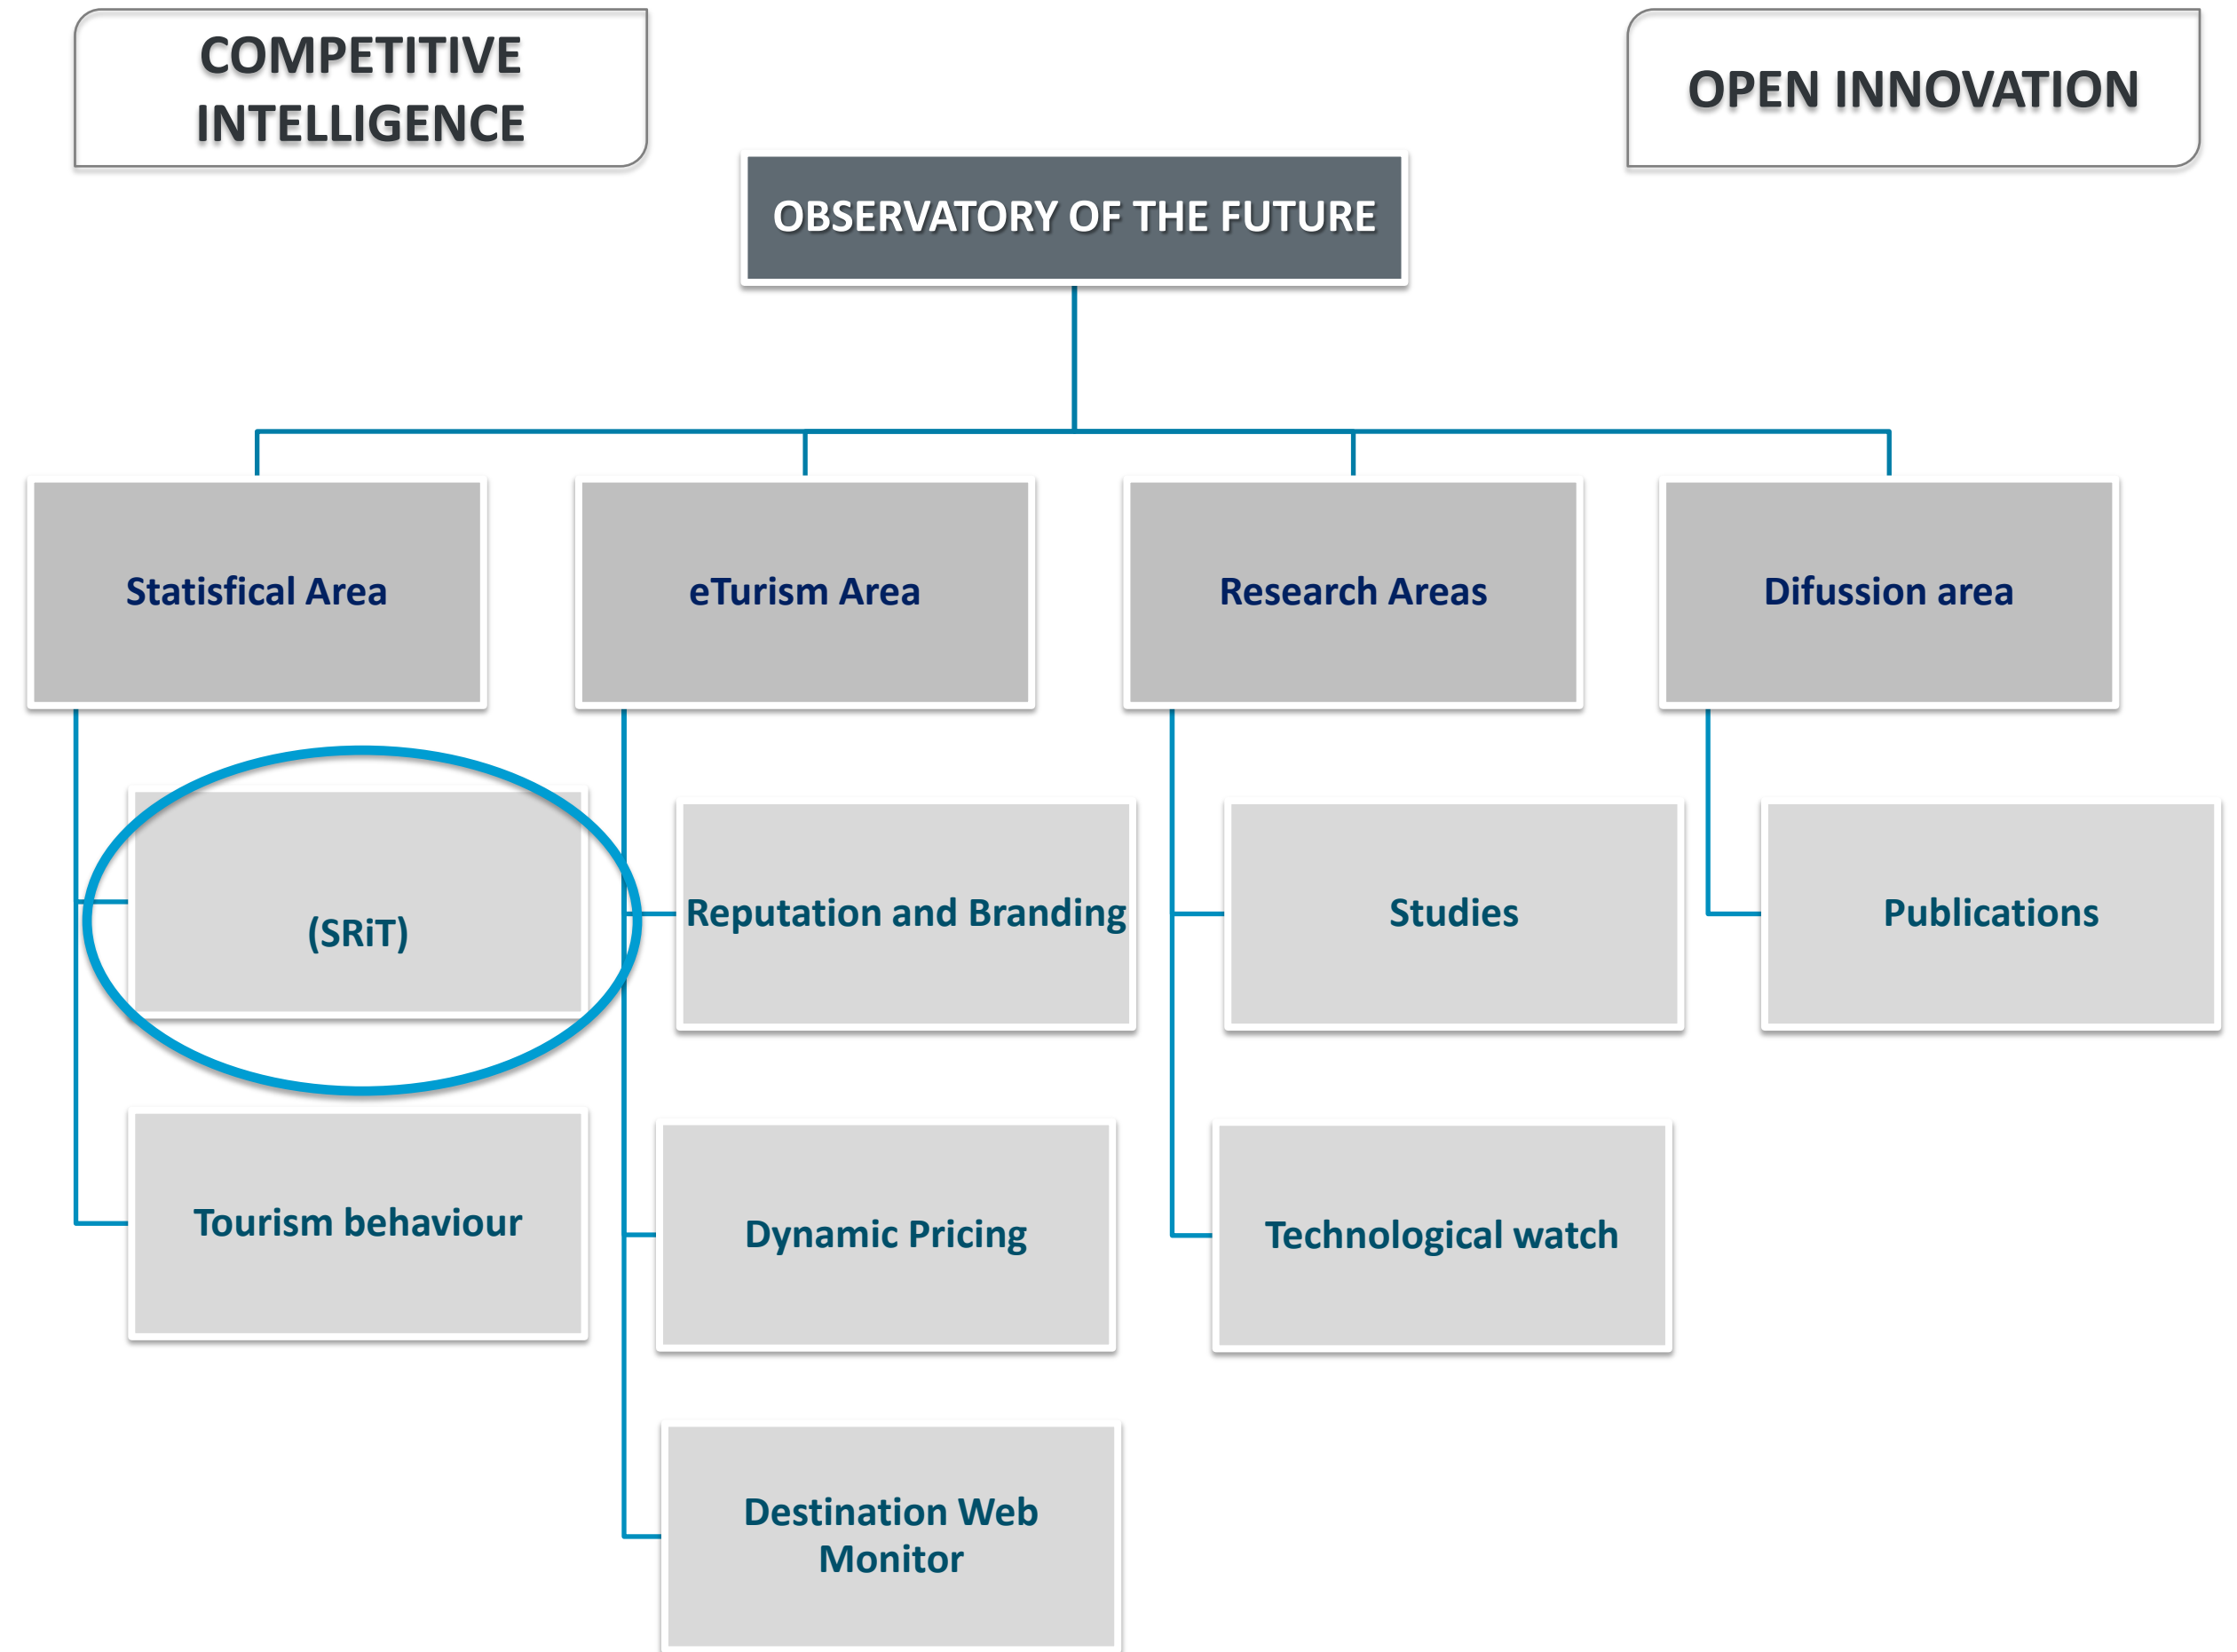 COMPETITIVE
INTELLIGENCE
OPEN INNOVATION
OBSERVATORY OF THE FUTURE
Statisfical Area
eTurism Area
Research Areas
Difussion area
(SRiT)
Reputation and Branding
Studies
Publications
Tourism behaviour
Dynamic Pricing
Technological watch
Destination Web
Monitor